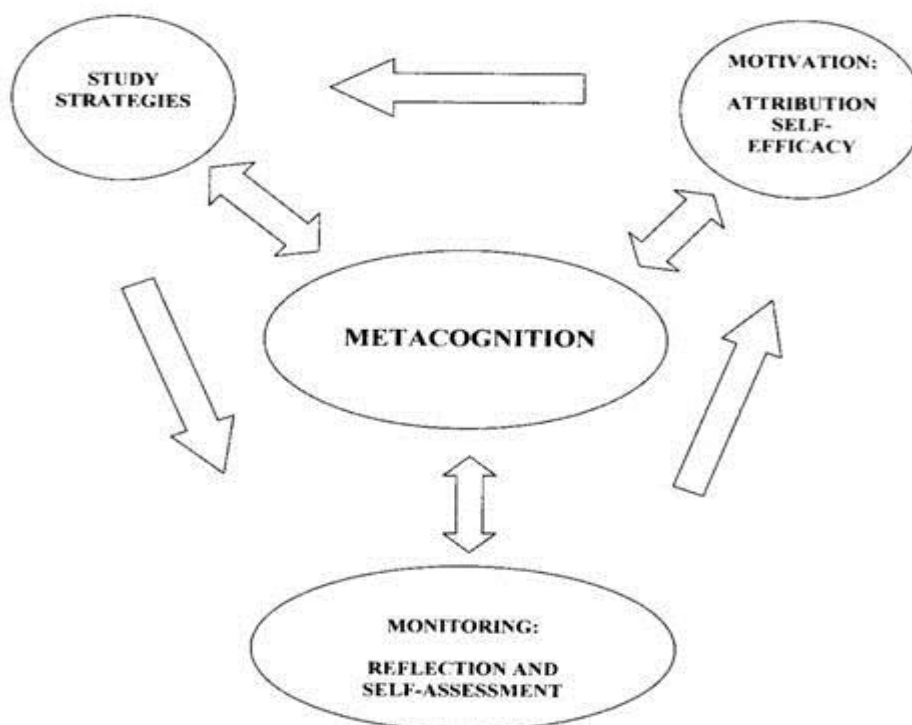 STUDY
STRATEGIES
MOTIVATION:
ATTRIBUTION
SELF-
EFFICACY
METACOGNITION
MONITORING:
REFLECTION AND
SELF-ASSESSMENT